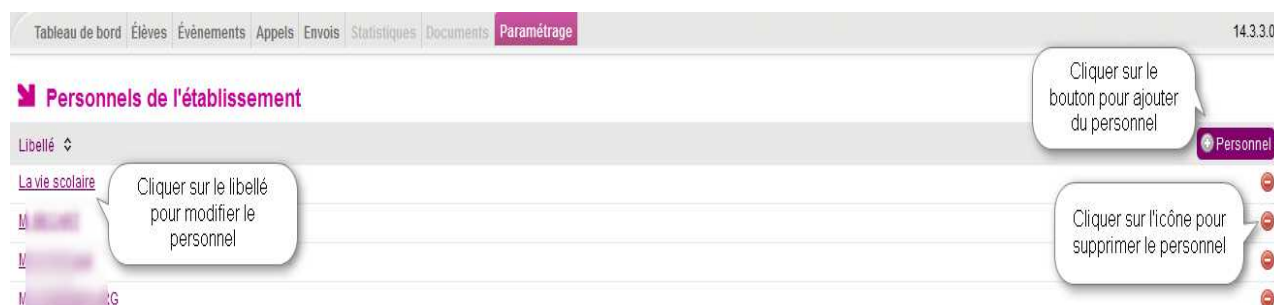 Tableau de bord Élèves Évènements Appels Envois Statistiques Documents Paramétrage 14.3.3.0
Personnels de l'établissement
Cliquer sur le
bouton pour ajouter
du personnel
Libellé
Personnel
La vie scolaire
Cliquer sur le libellé
pour modifier le
personnel
M
Cliquer sur l'icône pour
supprimer le personnel
M
M RG